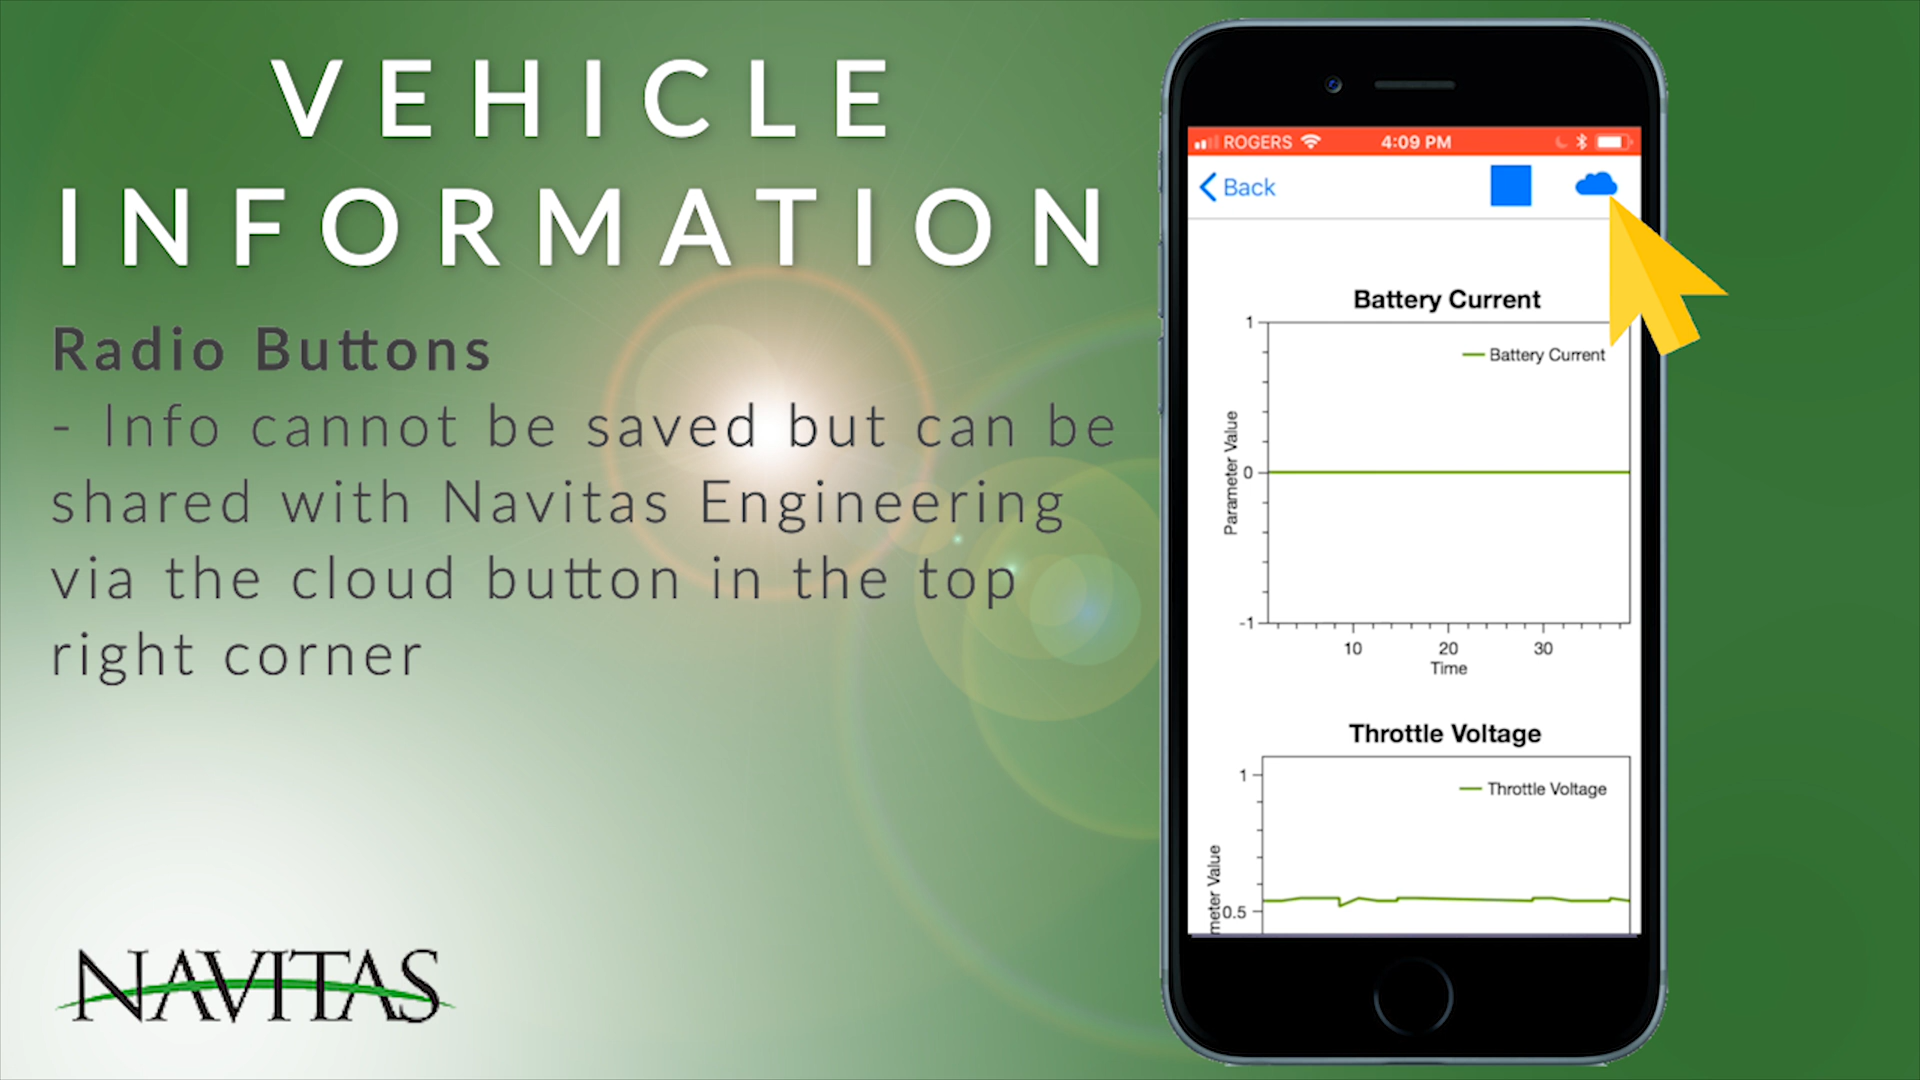 VEHICLE
INFORMATION
Radio Buttons
- Info cannot be saved but can be
shared with Navitas Engineering
via the cloud button in the top
right corner
NAVITAS
ROGERS 4:09 PM
Back
Battery Current
Battery Current
Parameter Value
1
0
-1
10 20 30
Time
Throttle Voltage
Throttle Voltage
meter Value
1
0.5